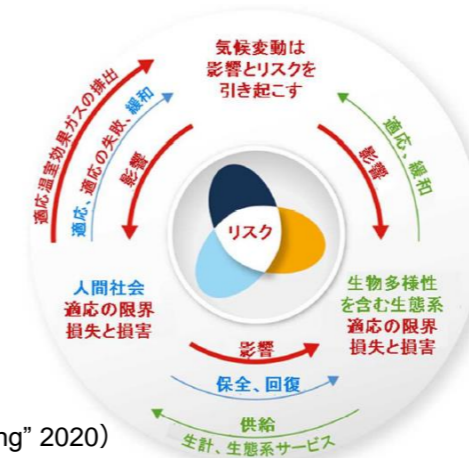 気候変動は
影響とリスクを
引き起こす
適応温室効果ガスの排出
適応、適応の失敗、緩和
影響
影響
適応、緩和
リスク
人間社会
適応の限界
損失と損害
生物多様性
を含む生態系
適応の限界
損失と損害
影響
保全、回復
供給
生計、生態系サービス
ng” 2020）